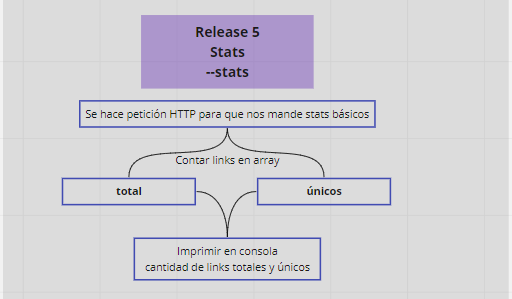 Release 5
Stats
--stats
Se hace petición HTTP para que nos mande stats básicos
Contar links en array
total
únicos
Imprimir en consola
cantidad de links totales y únicos